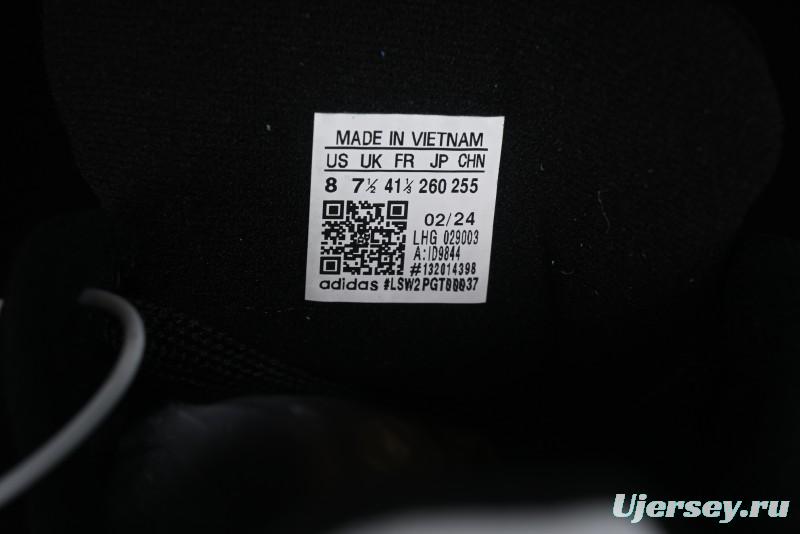 MADE IN VIETNAM
US UK FR JP CHN
8 7½ 41⅓ 260 255
02/24
LHG 029003
A:ID9844
#132014398
adidas #LSW2PGT00037
Ujersey.ru